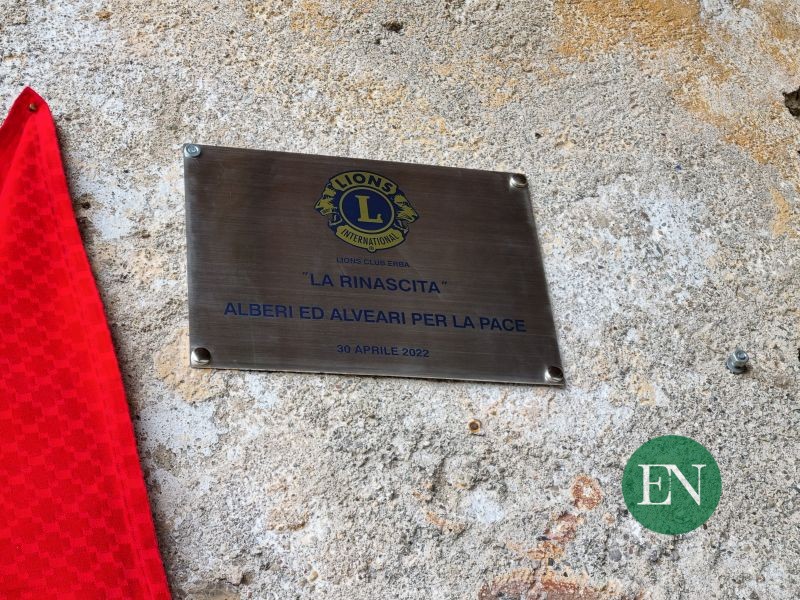 LIONS
L
INTERNATIONAL
®
LIONS CLUB ERBA
"LA RINASCITA"
ALBERI ED ALVEARI PER LA PACE
30 APRILE 2022
EN